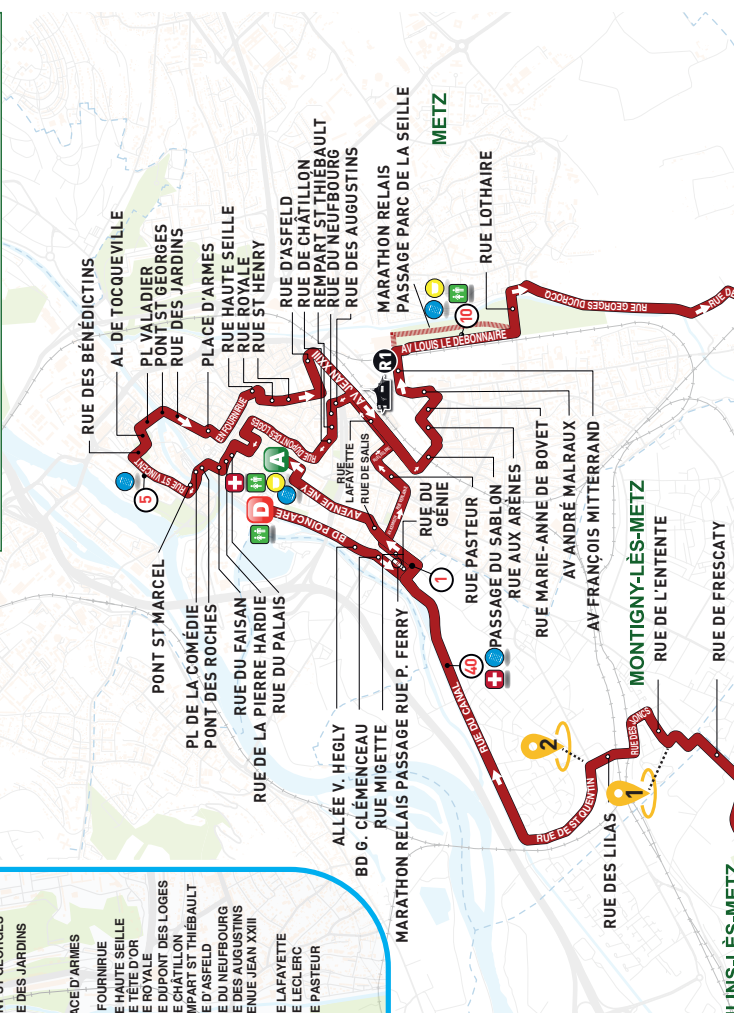 RUE DES BÉNÉDICTINS
AL DE TOCQUEVILLE
PL VALADIER
PONT ST GEORGES
RUE DES JARDINS
PLACE D'ARMES
RUE HAUTE SEILLE
RUE ROYALE
RUE ST HENRY
RUE D'ASFELD
RUE DE CHÂTILLON
REMPART ST THIÉBAULT
RUE DU NEUFBOURG
RUE DES AUGUSTINS
MARATHON RELAIS
PASSAGE PARC DE LA SEILLE
METZ
RUE LOTHAIRE
5
RUE ST VINCENT
EN FOURNIRUE
RUE DUPONT DES LOGES
AV JEAN XXIII
R1
AV LOUIS LE DÉBONNAIRE
10
RUE GEORGES DUCROCQ
RUE DA
A
D
AVENUE NEY
BD POINCARÉ
RUE
LAFAYETTE
RUE DE SALIS
PONT ST MARCEL
PL DE LA COMÉDIE
PONT DES ROCHES
RUE DU FAISAN
RUE DE LA PIERRE HARDIE
RUE DU PALAIS
ALLÉE V. HEGLY
BD G. CLÉMENCEAU
RUE MIGETTE
MARATHON RELAIS PASSAGE RUE P. FERRY
RUE DU
GÉNIE
1
RUE PASTEUR
PASSAGE DU SABLON
RUE AUX ARÈNES
RUE MARIE-ANNE DE BOVET
AV ANDRÉ MALRAUX
AV FRANÇOIS MITTERRAND
40
RUE DU CANAL
MONTIGNY-LÈS-METZ
RUE DE L'ENTENTE
RUE DE FRESCATY
2
1
RUE DE ST QUENTIN
RUE DES JONCS
RUE DES LILAS
LINS-LÈS-METZ
E DES JARDINS
ACE D'ARMES
FOURNIRUE
E HAUTE SEILLE
E TÊTE D'OR
E ROYALE
E DUPONT DES LOGES
E CHÂTILLON
MPART ST THIÉBAULT
E D'ASFELD
E DU NEUFBOURG
E DES AUGUSTINS
ENUE JEAN XXIII
E LAFAYETTE
E LECLERC
E PASTEUR